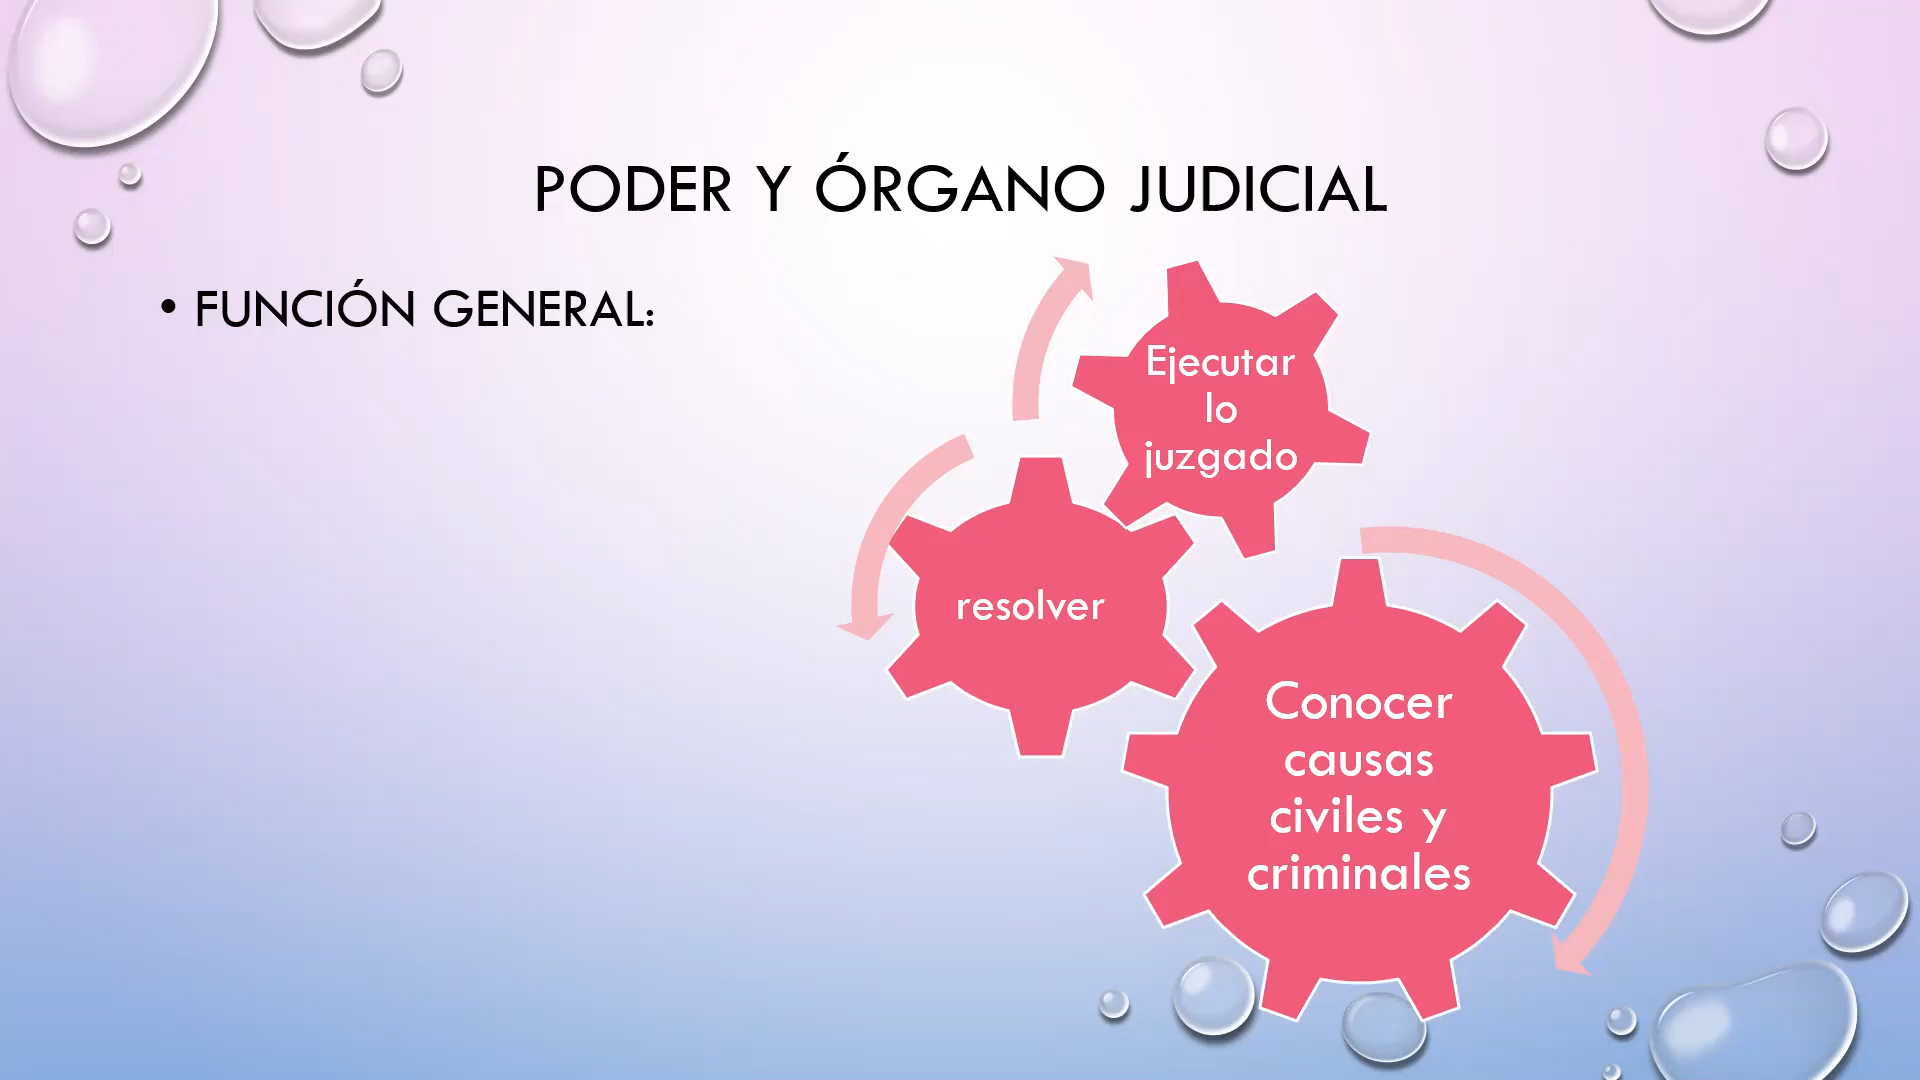 PODER Y ÓRGANO JUDICIAL
• FUNCIÓN GENERAL:
Ejecutar
lo
juzgado
resolver
Conocer
causas
civiles y
criminales